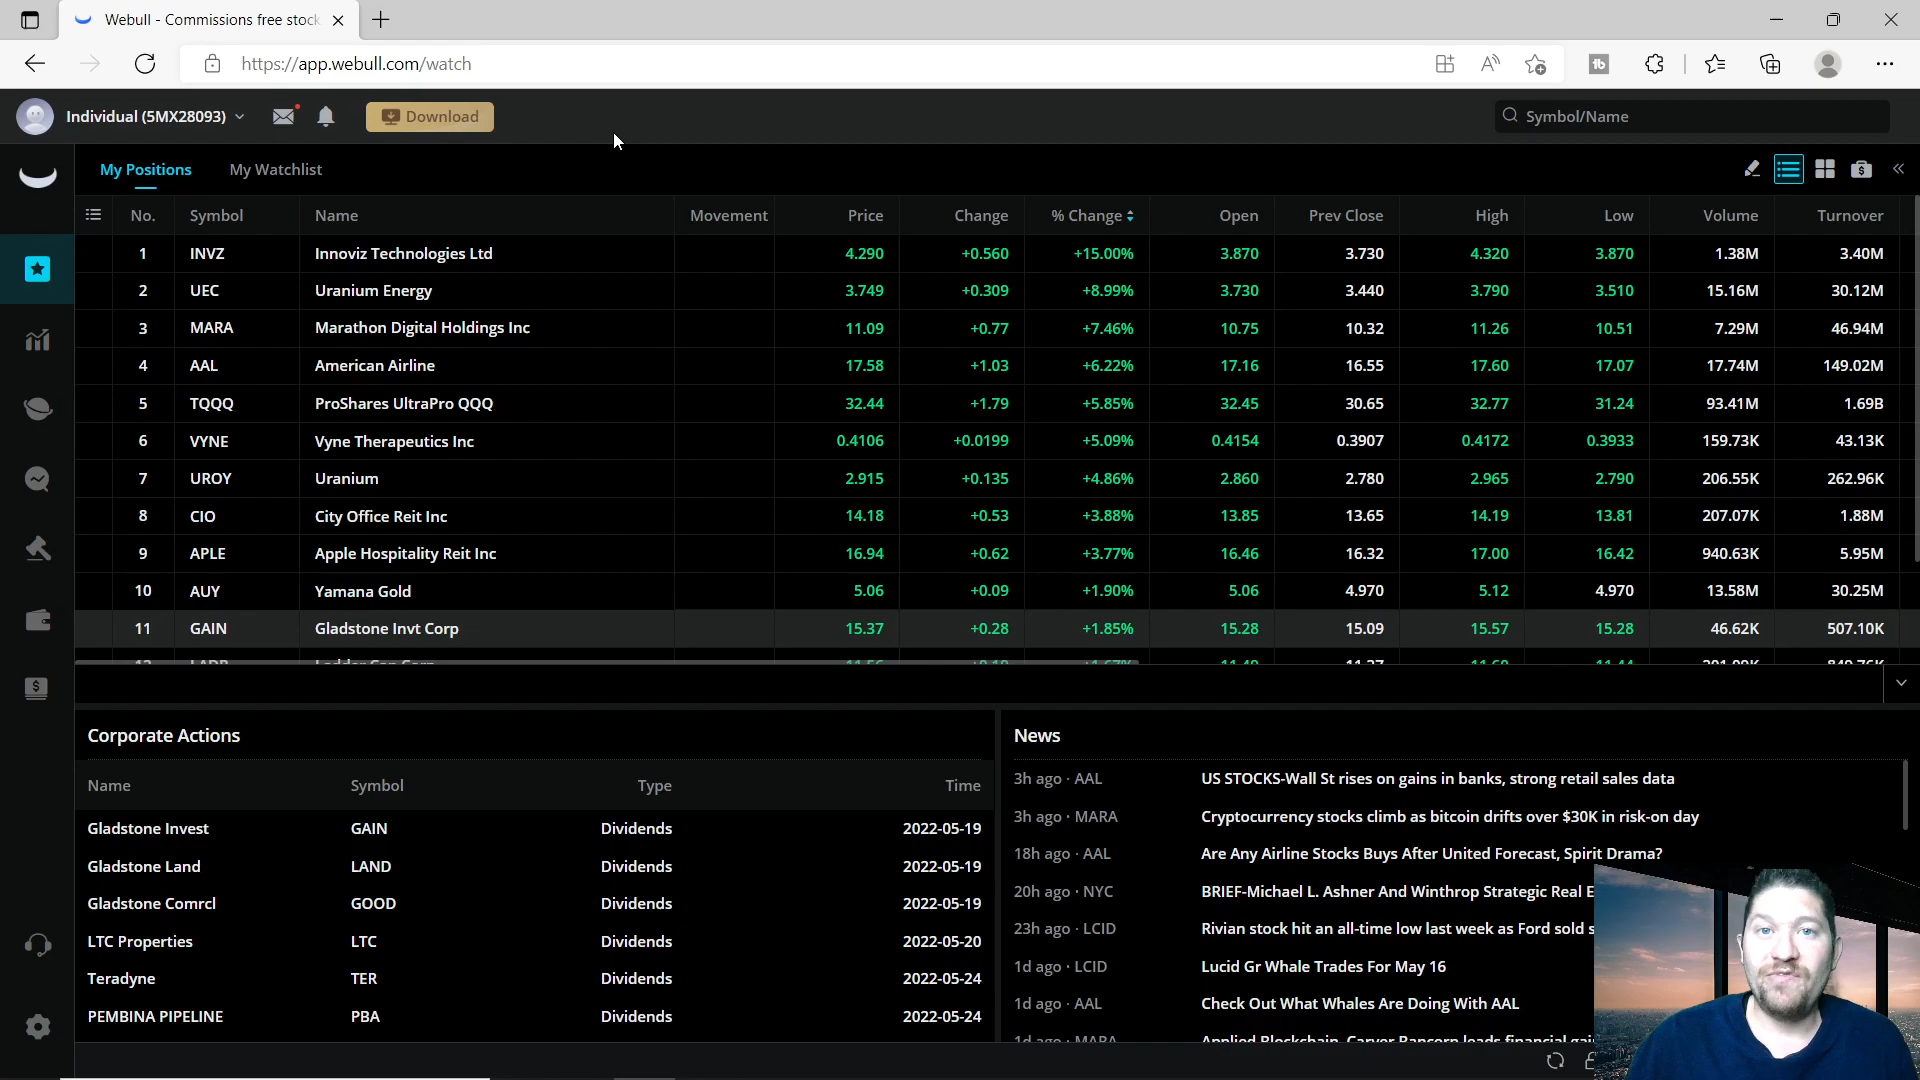 Webull - Commissions free stock
https://app.webull.com/watch
Individual (5MX28093)
Download
Symbol/Name
My Positions My Watchlist
No. Symbol Name Movement Price Change % Change Open Prev Close High Low Volume Turnover
1 INVZ Innoviz Technologies Ltd 4.290 +0.560 +15.00% 3.870 3.730 4.320 3.870 1.38M 3.40M
2 UEC Uranium Energy 3.749 +0.309 +8.99% 3.730 3.440 3.790 3.510 15.16M 30.12M
3 MARA Marathon Digital Holdings Inc 11.09 +0.77 +7.46% 10.75 10.32 11.26 10.51 7.29M 46.94M
4 AAL American Airline 17.58 +1.03 +6.22% 17.16 16.55 17.60 17.07 17.74M 149.02M
5 TQQQ ProShares UltraPro QQQ 32.44 +1.79 +5.85% 32.45 30.65 32.77 31.24 93.41M 1.69B
6 VYNE Vyne Therapeutics Inc 0.4106 +0.0199 +5.09% 0.4154 0.3907 0.4172 0.3933 159.73K 43.13K
7 UROY Uranium 2.915 +0.135 +4.86% 2.860 2.780 2.965 2.790 206.55K 262.96K
8 CIO City Office Reit Inc 14.18 +0.53 +3.88% 13.85 13.65 14.19 13.81 207.07K 1.88M
9 APLE Apple Hospitality Reit Inc 16.94 +0.62 +3.77% 16.46 16.32 17.00 16.42 940.63K 5.95M
10 AUY Yamana Gold 5.06 +0.09 +1.90% 5.06 4.970 5.12 4.970 13.58M 30.25M
11 GAIN Gladstone Invt Corp 15.37 +0.28 +1.85% 15.28 15.09 15.57 15.28 46.62K 507.10K
Corporate Actions
Name Symbol Type Time
Gladstone Invest GAIN Dividends 2022-05-19
Gladstone Land LAND Dividends 2022-05-19
Gladstone Comrcl GOOD Dividends 2022-05-19
LTC Properties LTC Dividends 2022-05-20
Teradyne TER Dividends 2022-05-24
PEMBINA PIPELINE PBA Dividends 2022-05-24
News
3h ago · AAL US STOCKS-Wall St rises on gains in banks, strong retail sales data
3h ago · MARA Cryptocurrency stocks climb as bitcoin drifts over $30K in risk-on day
18h ago · AAL Are Any Airline Stocks Buys After United Forecast, Spirit Drama?
20h ago · NYC BRIEF-Michael L. Ashner And Winthrop Strategic Real E
23h ago · LCID Rivian stock hit an all-time low last week as Ford sold s
1d ago · LCID Lucid Gr Whale Trades For May 16
1d ago · AAL Check Out What Whales Are Doing With AAL